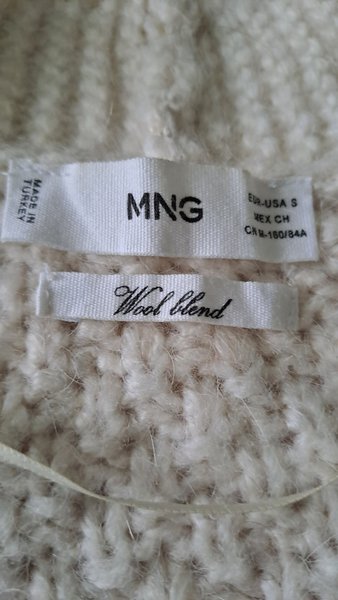 MADE IN
TURKEY
MNG
EUR-USA S
MEX CH
CN M-160/84A
Wool blend